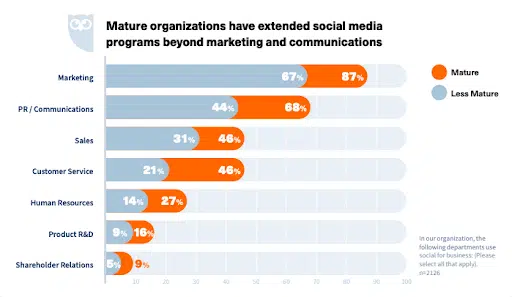 Mature organizations have extended social media
programs beyond marketing and communications
Marketing 67% 87%
PR / Communications 44% 68%
Sales 31% 46%
Customer Service 21% 46%
Human Resources 14% 27%
Product R&D 9% 16%
Shareholder Relations 5% 9%
0 10 20 30 40 50 60 70 80 90 100
Mature
Less Mature
In our organization, the
following departments use
social for business: (Please
select all that apply).
n=2126